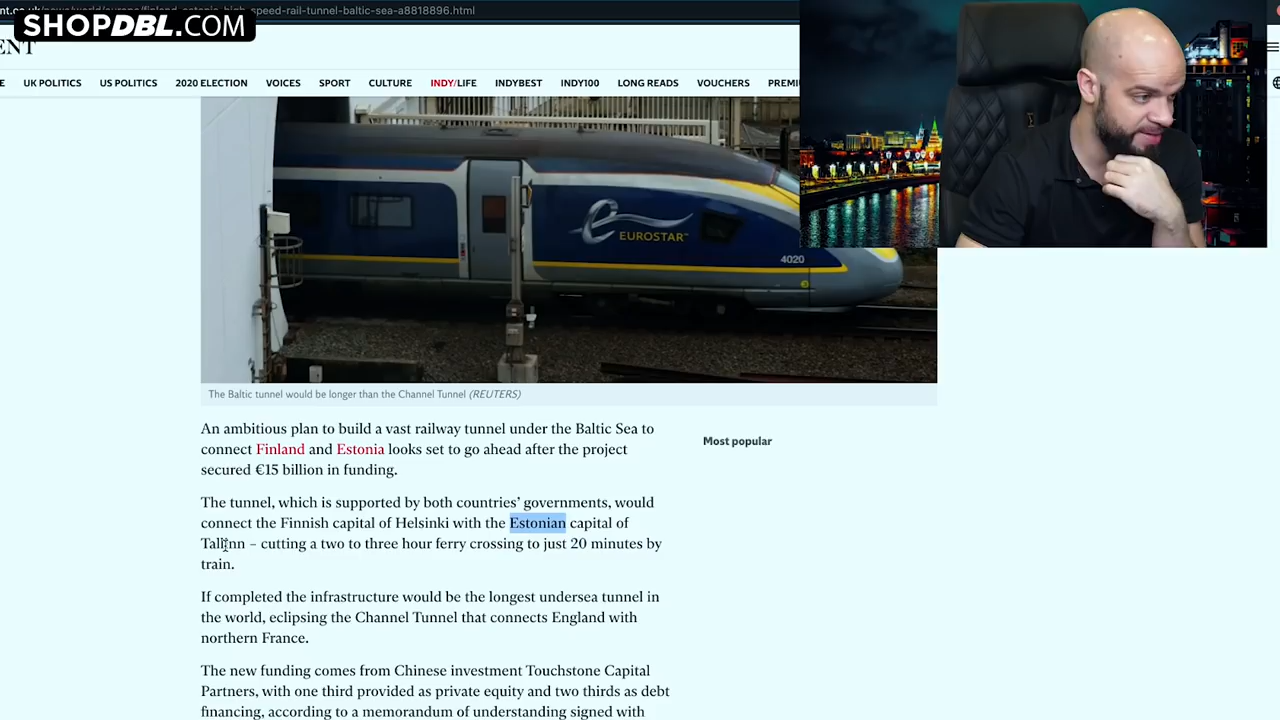 nt.co.uk/news/world/europe/finland-estonia-high-speed-rail-tunnel-baltic-sea-a8818896.html
SHOPDBL.COM
ENT
E UK POLITICS US POLITICS 2020 ELECTION VOICES SPORT CULTURE INDY/LIFE INDYBEST INDY100 LONG READS VOUCHERS PREMI
EUROSTAR™
4020
The Baltic tunnel would be longer than the Channel Tunnel (REUTERS)
An ambitious plan to build a vast railway tunnel under the Baltic Sea to
connect Finland and Estonia looks set to go ahead after the project
secured €15 billion in funding.
Most popular
The tunnel, which is supported by both countries’ governments, would
connect the Finnish capital of Helsinki with the Estonian capital of
Tallinn – cutting a two to three hour ferry crossing to just 20 minutes by
train.
If completed the infrastructure would be the longest undersea tunnel in
the world, eclipsing the Channel Tunnel that connects England with
northern France.
The new funding comes from Chinese investment Touchstone Capital
Partners, with one third provided as private equity and two thirds as debt
financing, according to a memorandum of understanding signed with